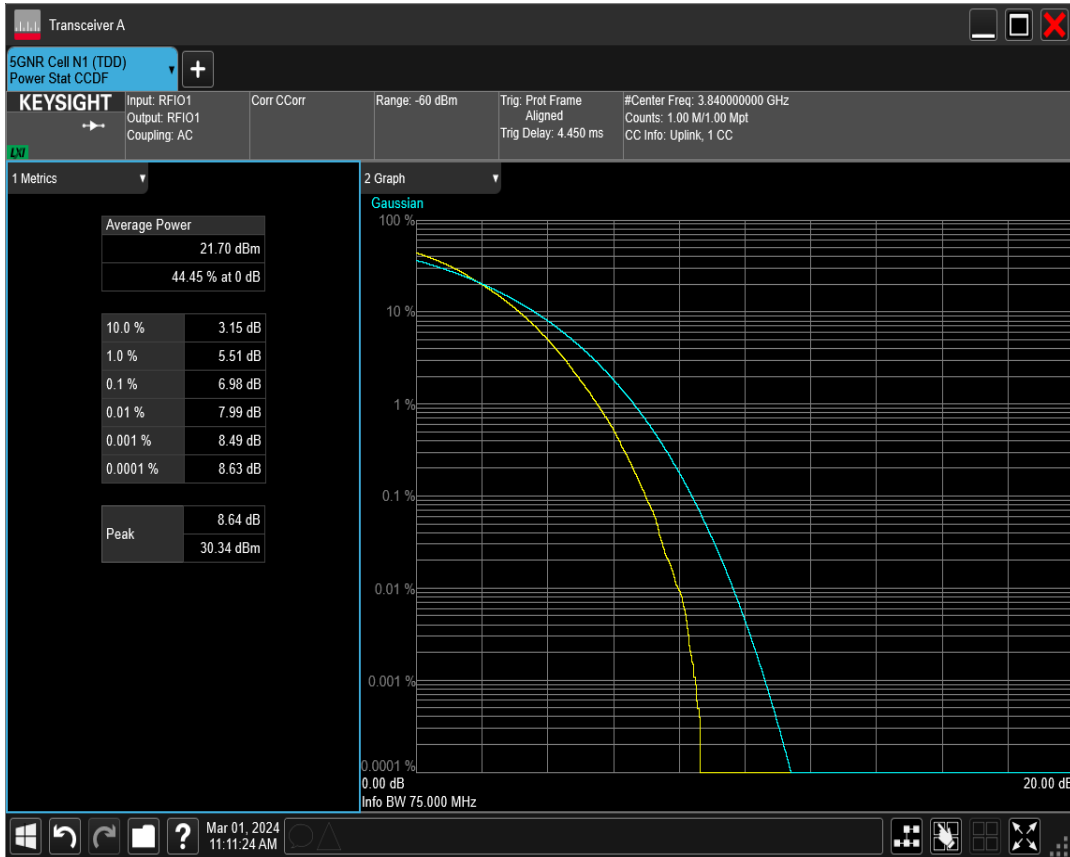 Transceiver A
5GNR Cell N1 (TDD)
Power Stat CCDF
KEYSIGHT
LXI
Input: RFIO1
Output: RFIO1
Coupling: AC
Corr CCorr
Range: -60 dBm
Trig: Prot Frame
Aligned
Trig Delay: 4.450 ms
#Center Freq: 3.840000000 GHz
Counts: 1.00 M/1.00 Mpt
CC Info: Uplink, 1 CC
1 Metrics
Average Power
21.70 dBm
44.45 % at 0 dB
10.0 % 3.15 dB
1.0 % 5.51 dB
0.1 % 6.98 dB
0.01 % 7.99 dB
0.001 % 8.49 dB
0.0001 % 8.63 dB
Peak
8.64 dB
30.34 dBm
2 Graph
Gaussian
100 %
10 %
1 %
0.1 %
0.01 %
0.001 %
0.0001 %
0.00 dB
20.00 dB
Info BW 75.000 MHz
?
Mar 01, 2024
11:11:24 AM